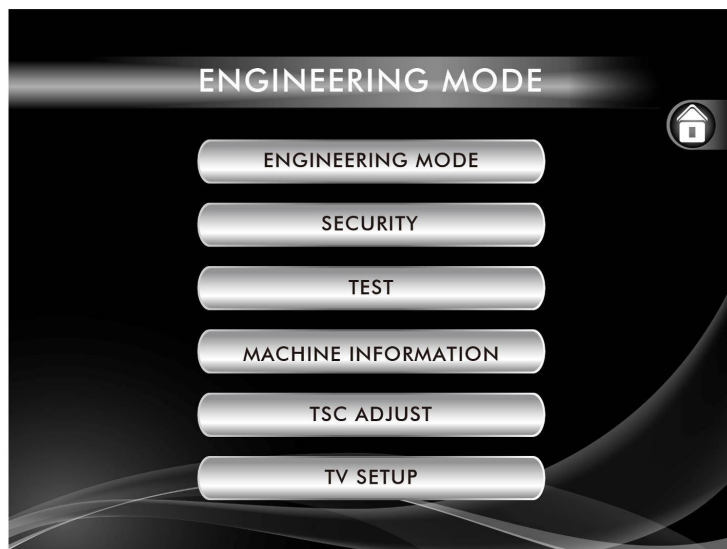 ENGINEERING MODE
ENGINEERING MODE
SECURITY
TEST
MACHINE INFORMATION
TSC ADJUST
TV SETUP